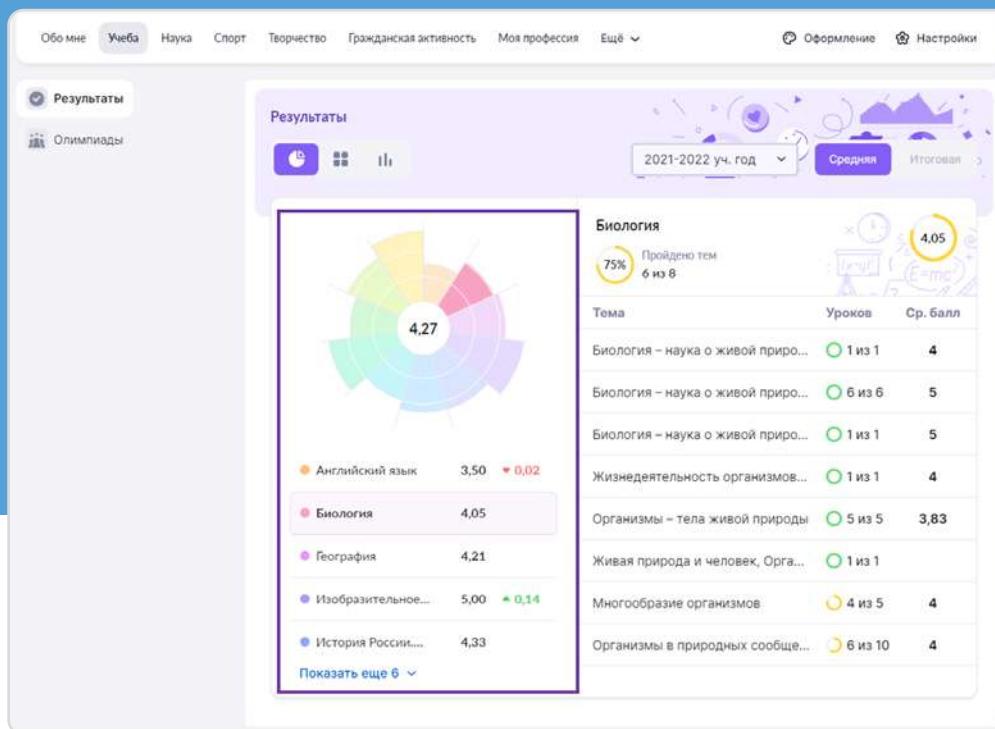 Обо мне Учеба Наука Спорт Творчество Гражданская активность Моя профессия Ещё Оформление Настройки
Результаты
Олимпиады
Результаты
2021-2022 уч. год Средняя Итоговая
4,27
Английский язык 3,50 0,02
Биология 4,05
География 4,21
Изобразительное... 5,00 0,14
История России.... 4,33
Показать еще 6
Биология
75% Пройдено тем
6 из 8
4,05
E=mc²
Тема Уроков Ср. балл
Биология – наука о живой приро... 1 из 1 4
Биология – наука о живой приро... 6 из 6 5
Биология – наука о живой приро... 1 из 1 5
Жизнедеятельность организмов... 1 из 1 4
Организмы – тела живой природы 5 из 5 3,83
Живая природа и человек, Орга... 1 из 1
Многообразие организмов 4 из 5 4
Организмы в природных сообще... 6 из 10 4